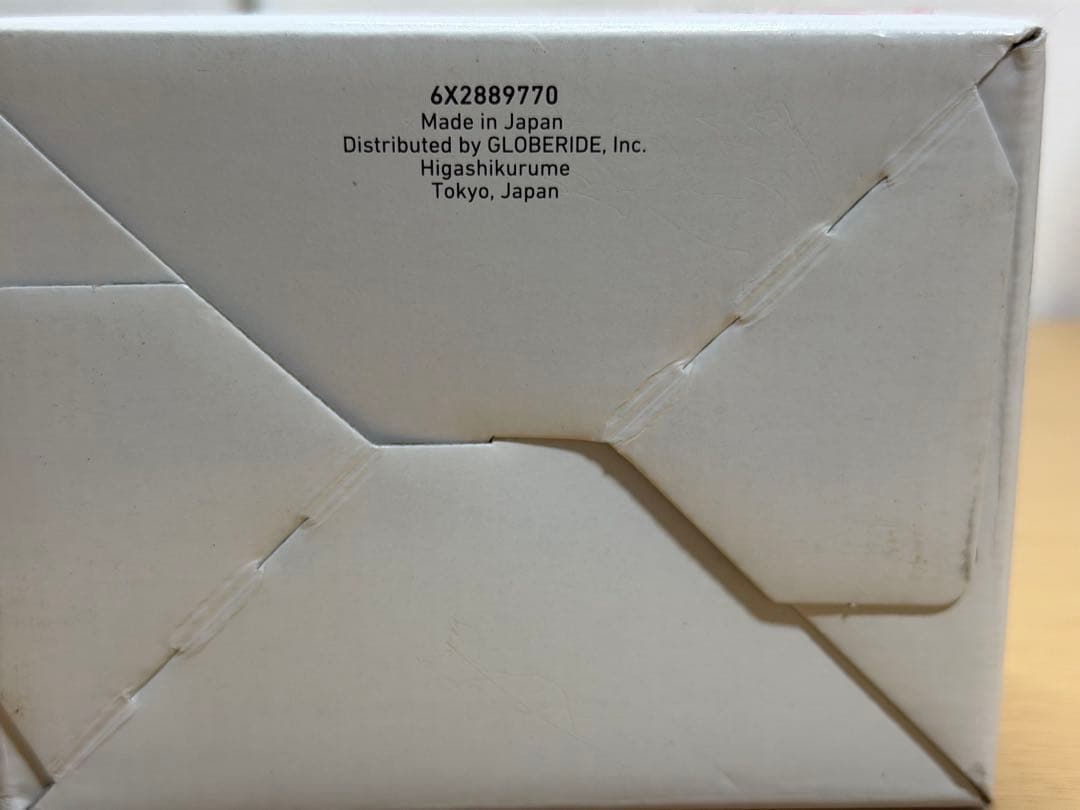 6X2889770
Made in Japan
Distributed by GLOBERIDE, Inc.
Higashikurume
Tokyo, Japan